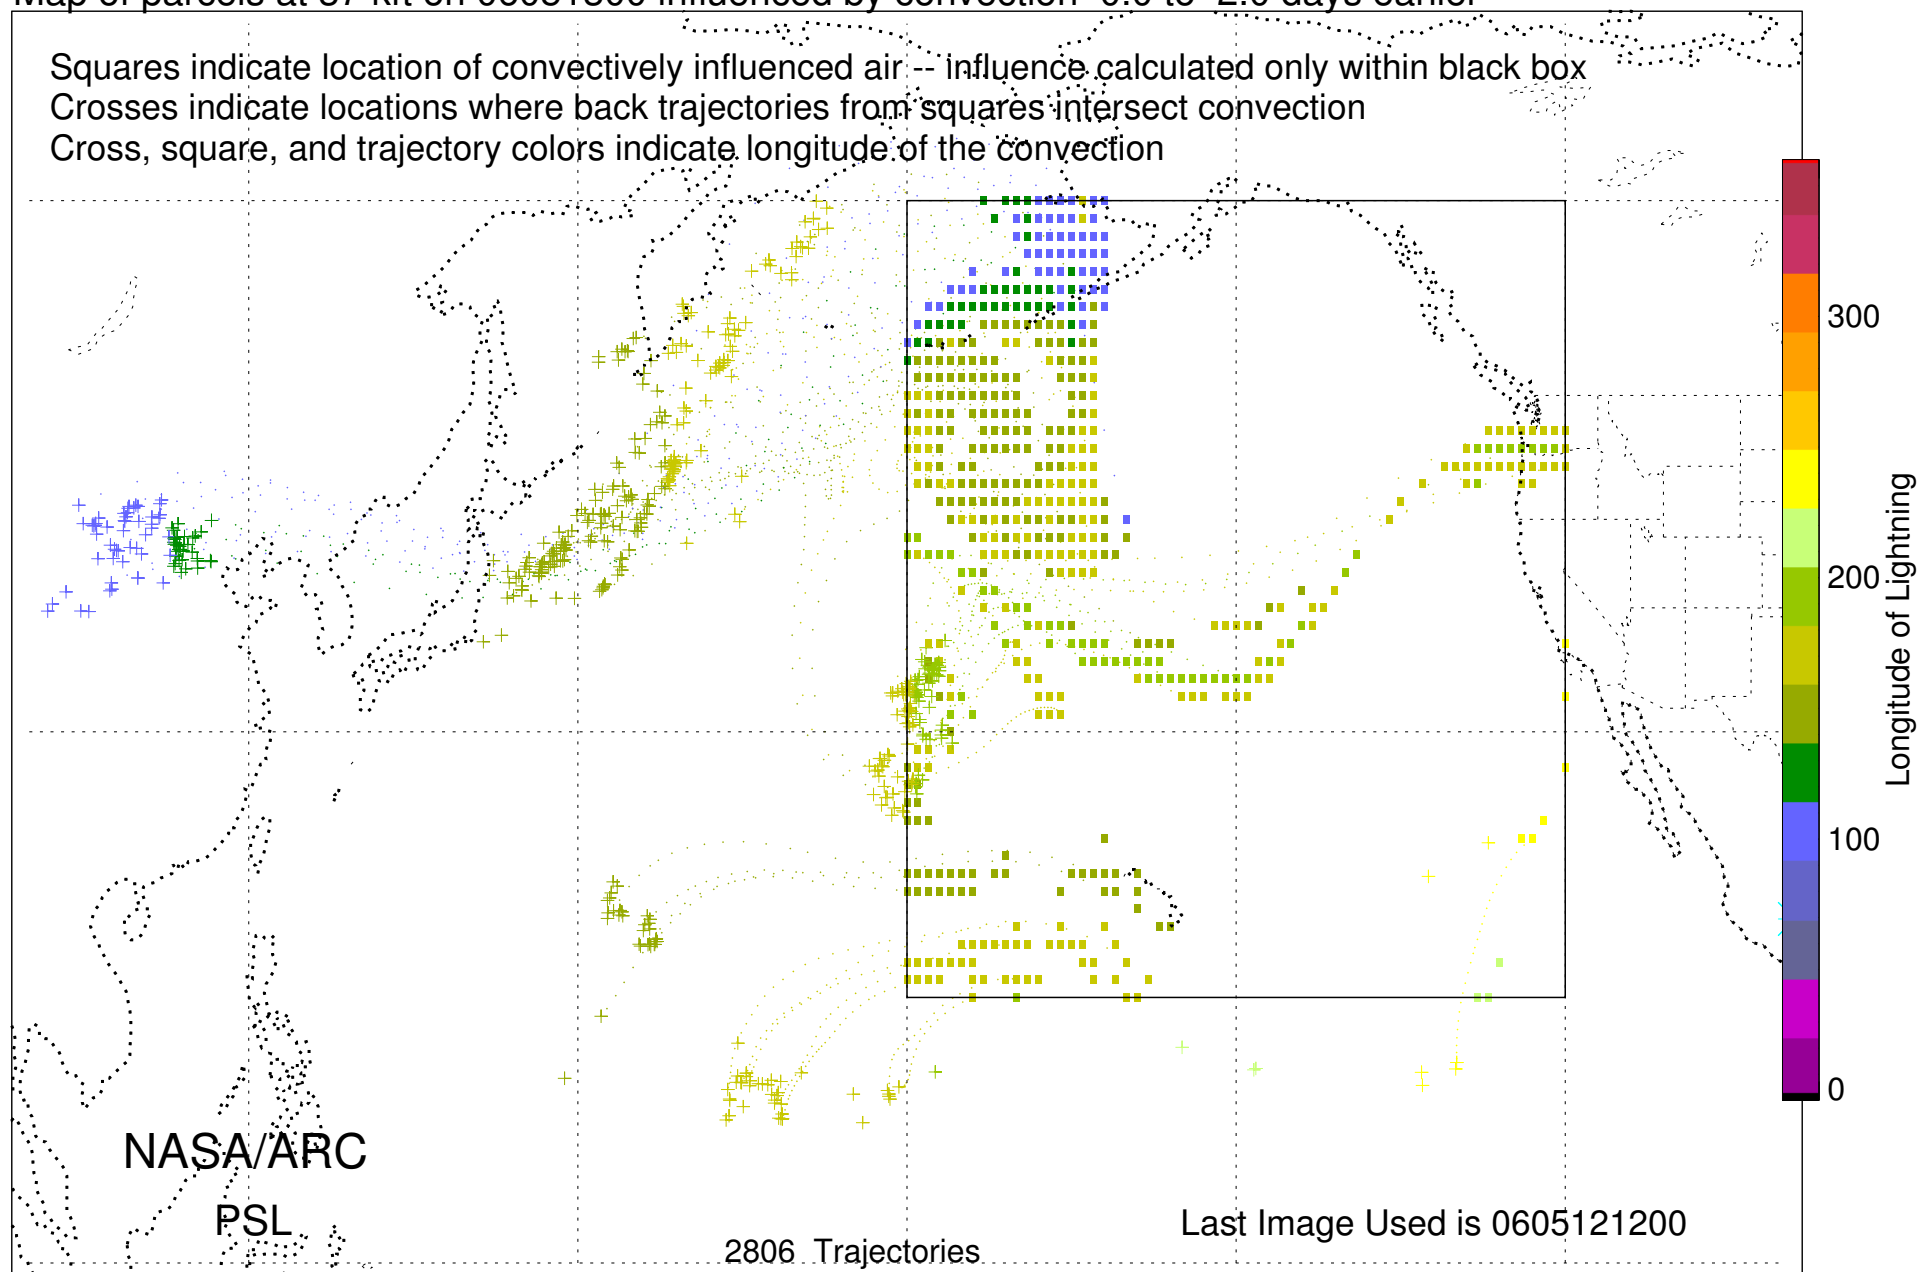 Squares indicate location of convectively influenced air -- influence calculated only within black box
Crosses indicate locations where back trajectories from squares intersect convection
Cross, square, and trajectory colors indicate longitude of the convection
300
200
100
0
Longitude of Lightning
NASA/ARC
PSL
Last Image Used is 0605121200
2806 Trajectories